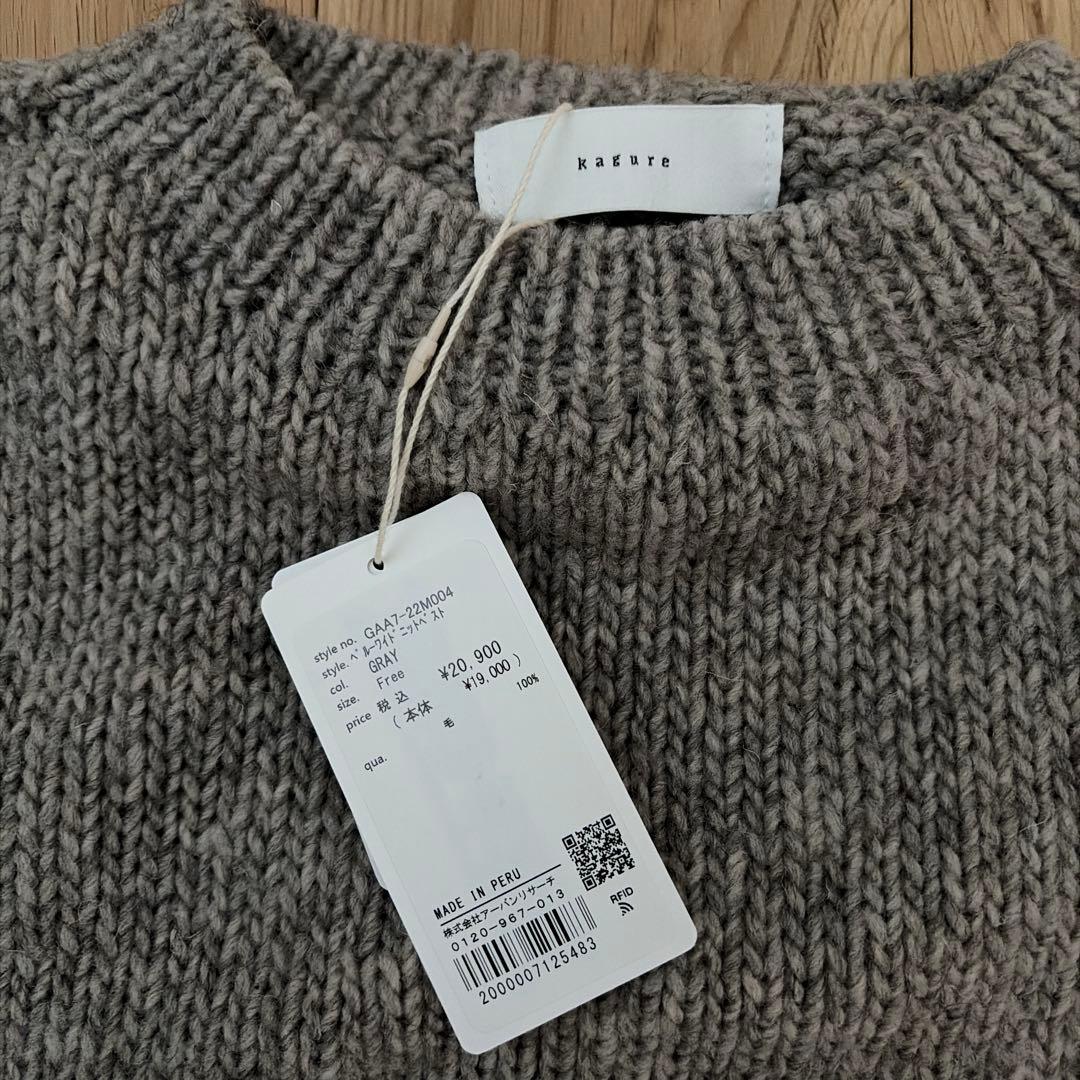 kagure
style no. GAA7-22M004
style. ﾍﾟﾙｰﾜｲﾄﾞﾆｯﾄﾍﾞｽﾄ
col. GRAY
size. Free
price 税込 ¥20,900
(本体 ¥19,000)
毛 100%
qua.
MADE IN PERU
株式会社アーバンリサーチ
0120-967-013
2000007125483
RFID